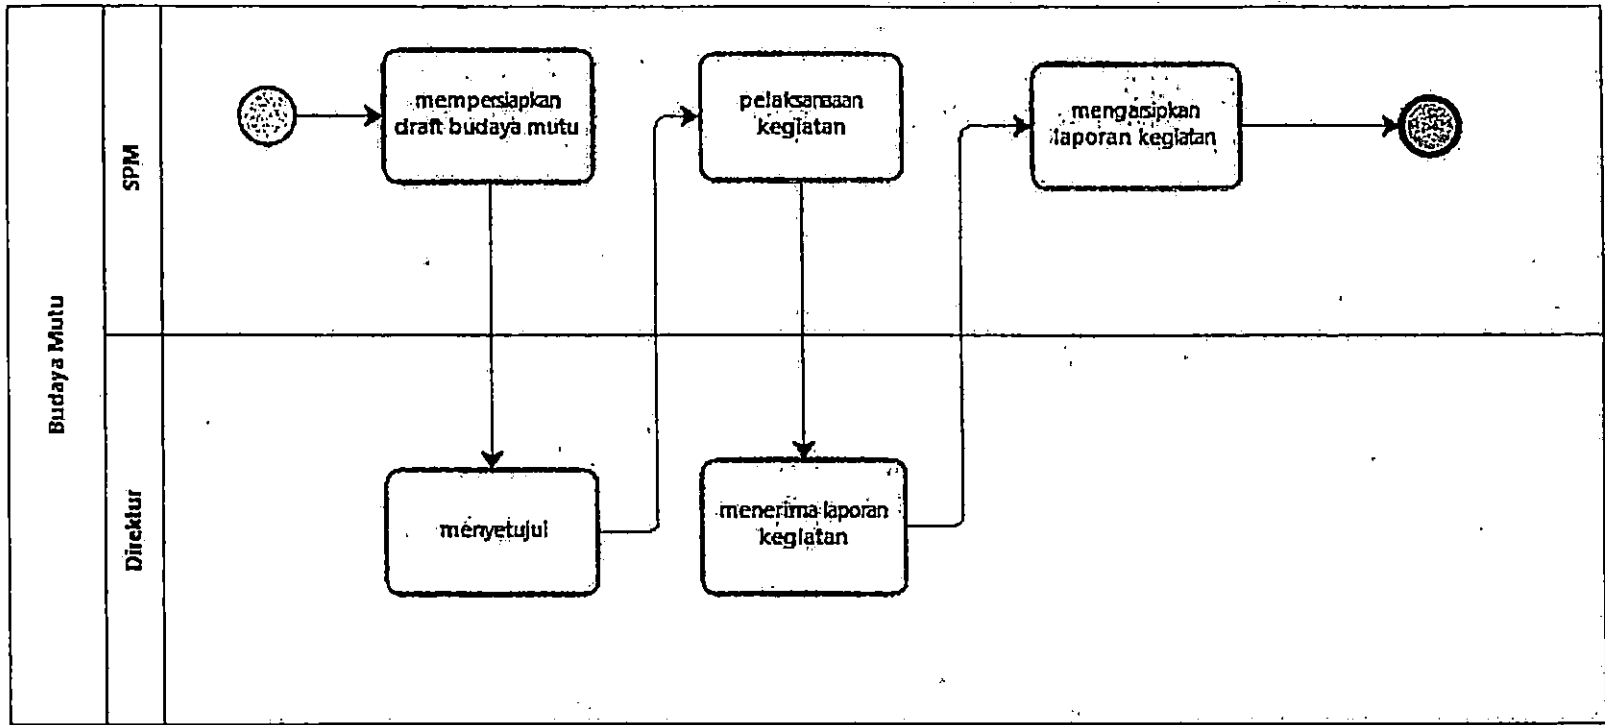 Budaya Mutu
SPM
mempersiapkan
draft budaya mutu
pelaksanaan
kegiatan
mengarsipkan
laporan kegiatan
Direktur
menyetujui
menerima laporan
kegiatan